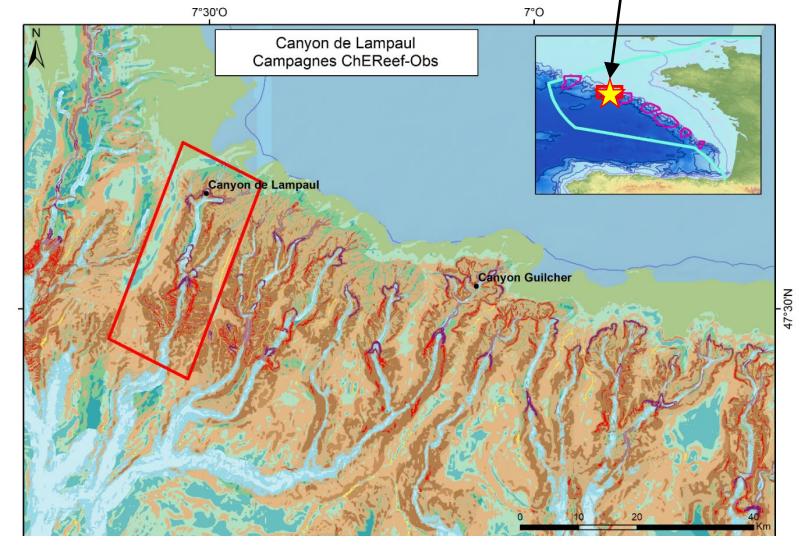 7°30'O
7°0'O
N
Canyon de Lampaul
Campagnes ChEReef-Obs
Canyon de Lampaul
Canyon Guilcher
47°30'N
0 10 20 40
Km